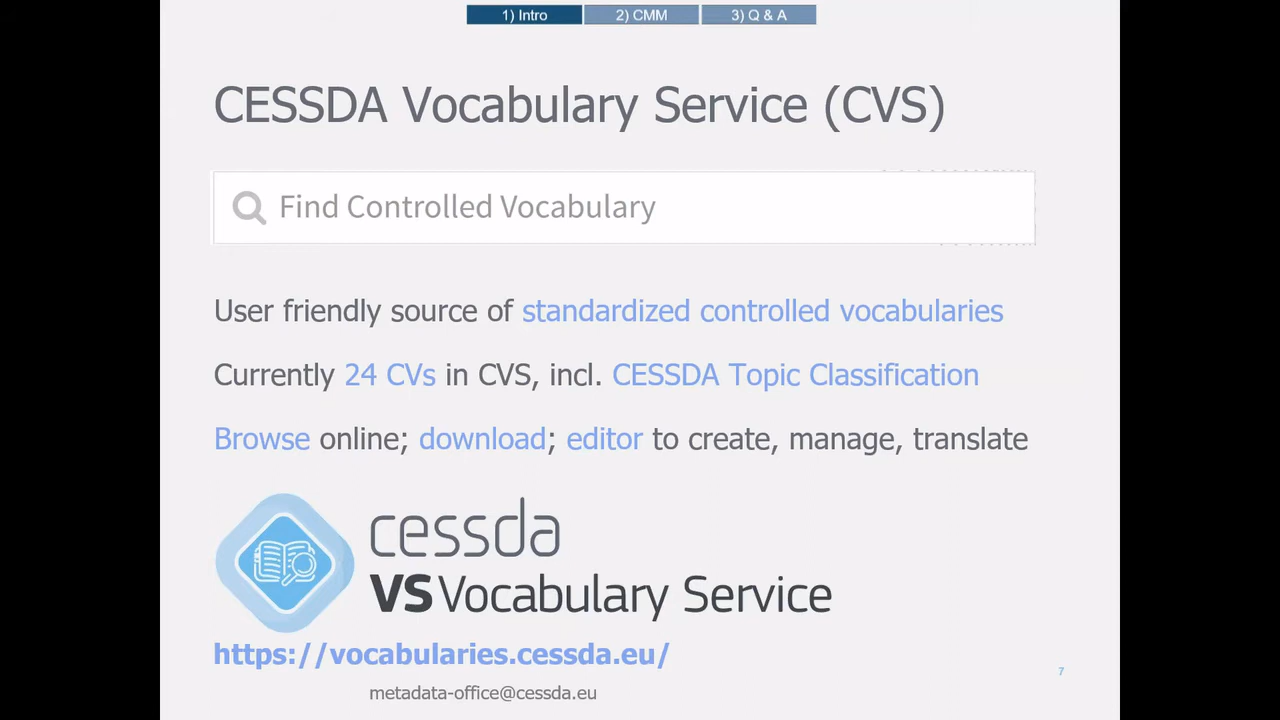 1) Intro 2) CMM 3) Q & A
CESSDA Vocabulary Service (CVS)
Find Controlled Vocabulary
User friendly source of standardized controlled vocabularies
Currently 24 CVs in CVS, incl. CESSDA Topic Classification
Browse online; download; editor to create, manage, translate
cessda
VS Vocabulary Service
https://vocabularies.cessda.eu/
7
metadata-office@cessda.eu